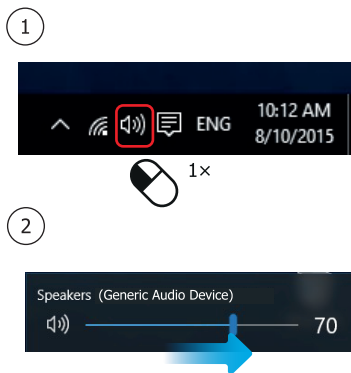 1
ENG
10:12 AM
8/10/2015
1×
2
Speakers (Generic Audio Device)
70